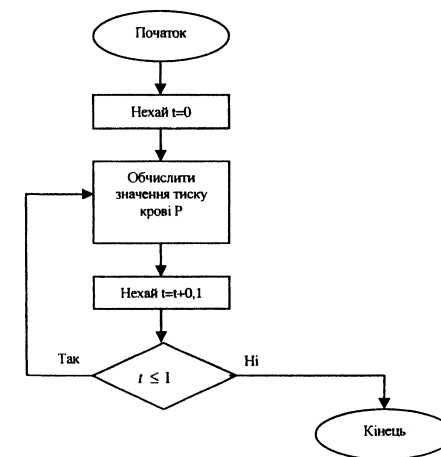 Початок
Нехай t=0
Обчислити
значення тиску
крові Р
Нехай t=t+0,1
Так
t ≤ 1
Ні
Кінець